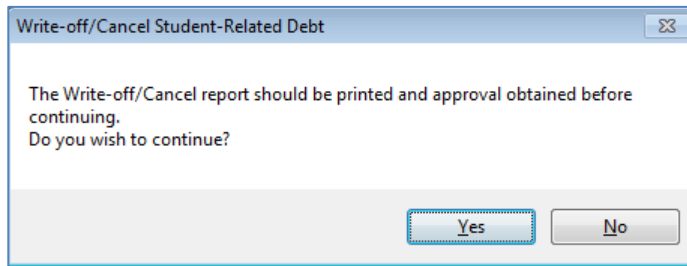 Write-off/Cancel Student-Related Debt
The Write-off/Cancel report should be printed and approval obtained before
continuing.
Do you wish to continue?
Yes
No